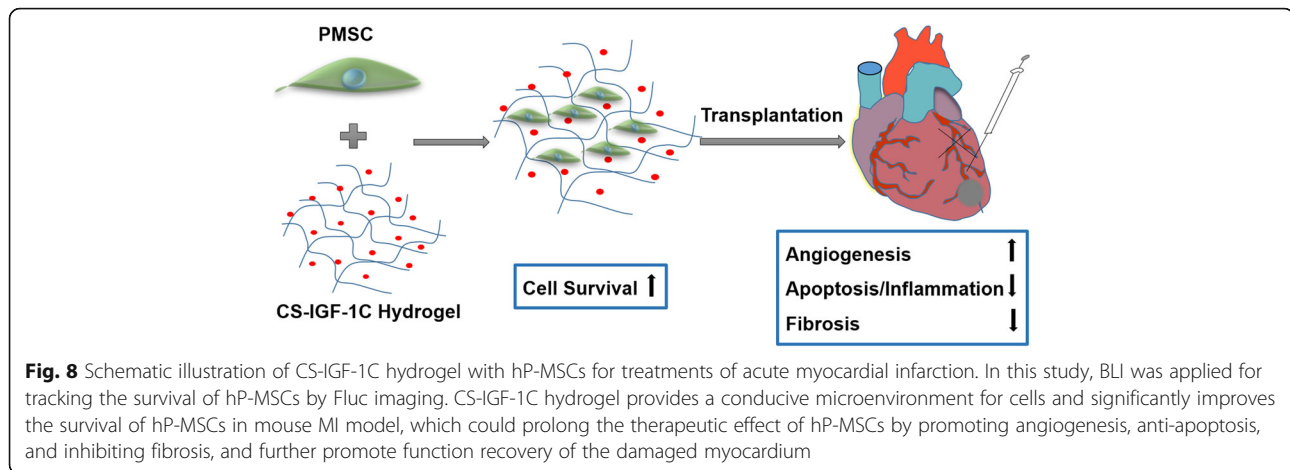 PMSC
CS-IGF-1C Hydrogel
Cell Survival
Transplantation
Angiogenesis
Apoptosis/Inflammation
Fibrosis
Fig. 8 Schematic illustration of CS-IGF-1C hydrogel with hP-MSCs for treatments of acute myocardial infarction. In this study, BLI was applied for
tracking the survival of hP-MSCs by Fluc imaging. CS-IGF-1C hydrogel provides a conducive microenvironment for cells and significantly improves
the survival of hP-MSCs in mouse MI model, which could prolong the therapeutic effect of hP-MSCs by promoting angiogenesis, anti-apoptosis,
and inhibiting fibrosis, and further promote function recovery of the damaged myocardium